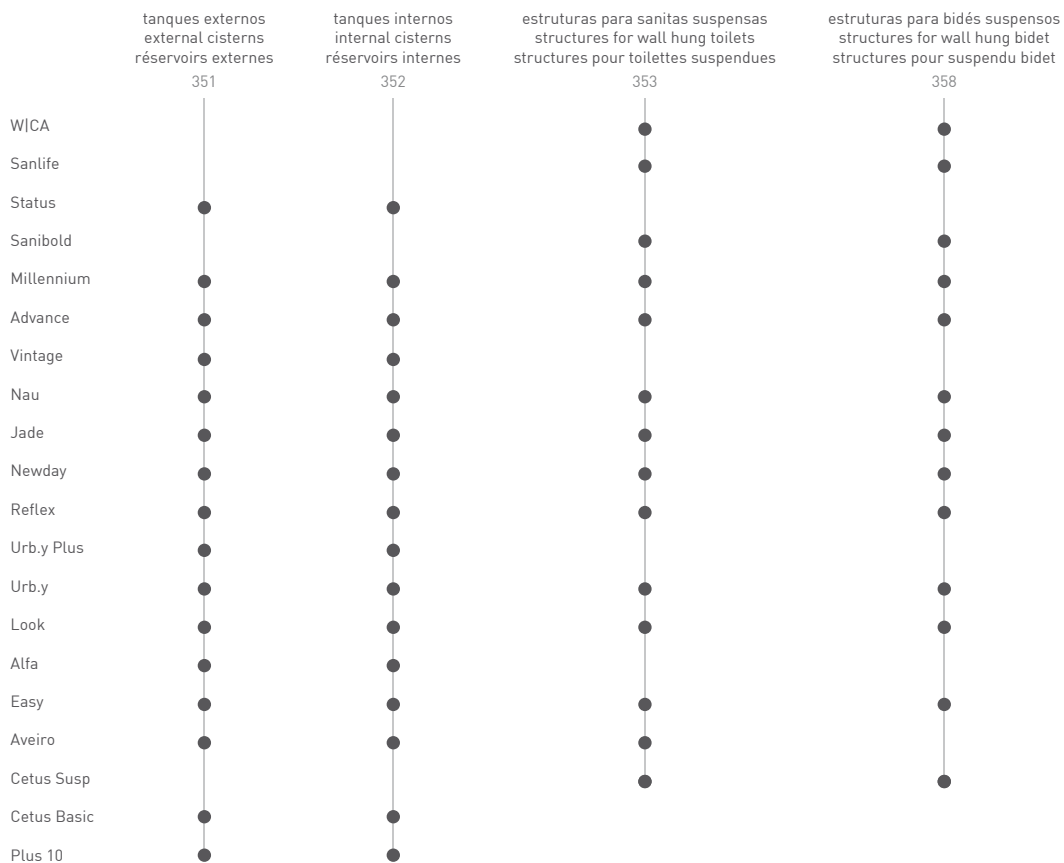 tanques externos
external cisterns
réservoirs externes
351
tanques internos
internal cisterns
réservoirs internes
352
estruturas para sanitas suspensas
structures for wall hung toilets
structures pour toilettes suspendues
353
estruturas para bidés suspensos
structures for wall hung bidet
structures pour suspendu bidet
358
W|CA
Sanlife
Status
Sanibold
Millennium
Advance
Vintage
Nau
Jade
Newday
Reflex
Urb.y Plus
Urb.y
Look
Alfa
Easy
Aveiro
Cetus Susp
Cetus Basic
Plus 10